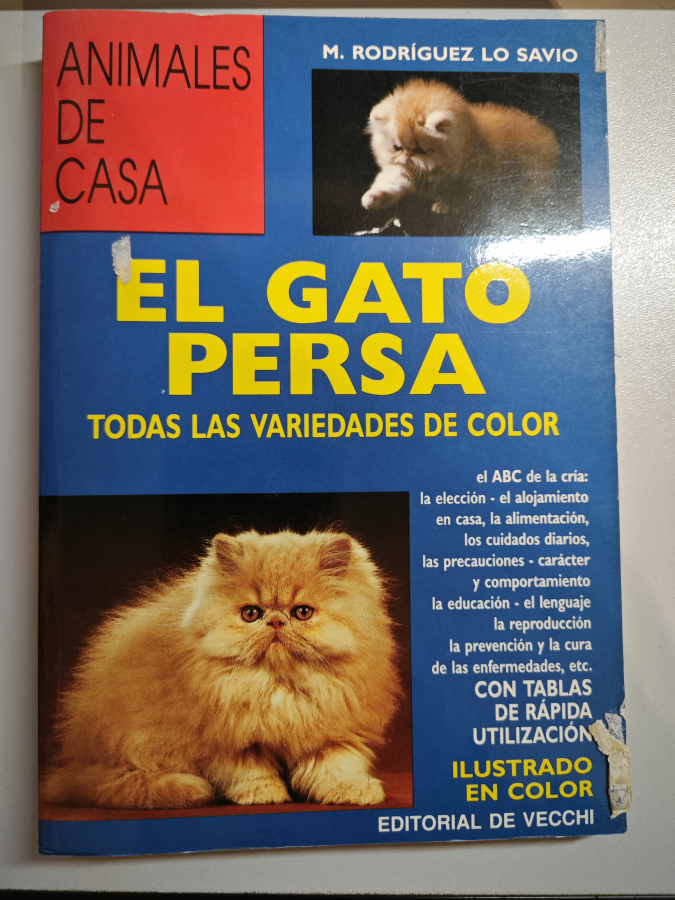 ANIMALES
DE
CASA
M. RODRÍGUEZ LO SAVIO
EL GATO
PERSA
TODAS LAS VARIEDADES DE COLOR
el ABC de la cría:
la elección - el alojamiento
en casa, la alimentación,
los cuidados diarios,
las precauciones - carácter
y comportamiento
la educación - el lenguaje
la reproducción
la prevención y la cura
de las enfermedades, etc.
CON TABLAS
DE RÁPIDA
UTILIZACIÓN
ILUSTRADO
EN COLOR
EDITORIAL DE VECCHI